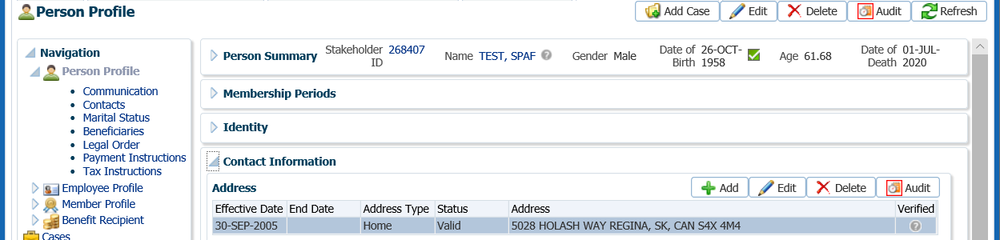 Person Profile
Add Case Edit Delete Audit Refresh
Navigation
Person Profile
Communication
Contacts
Marital Status
Beneficiaries
Legal Order
Payment Instructions
Tax Instructions
Employee Profile
Member Profile
Benefit Recipient
Cases
Person Summary Stakeholder ID 268407 Name TEST, SPAF Gender Male Date of Birth 26-OCT-1958 Age 61.68 Date of Death 01-JUL-2020
Membership Periods
Identity
Contact Information
Address Add Edit Delete Audit
Effective Date End Date Address Type Status Address Verified
30-SEP-2005 Home Valid 5028 HOLASH WAY REGINA, SK, CAN S4X 4M4